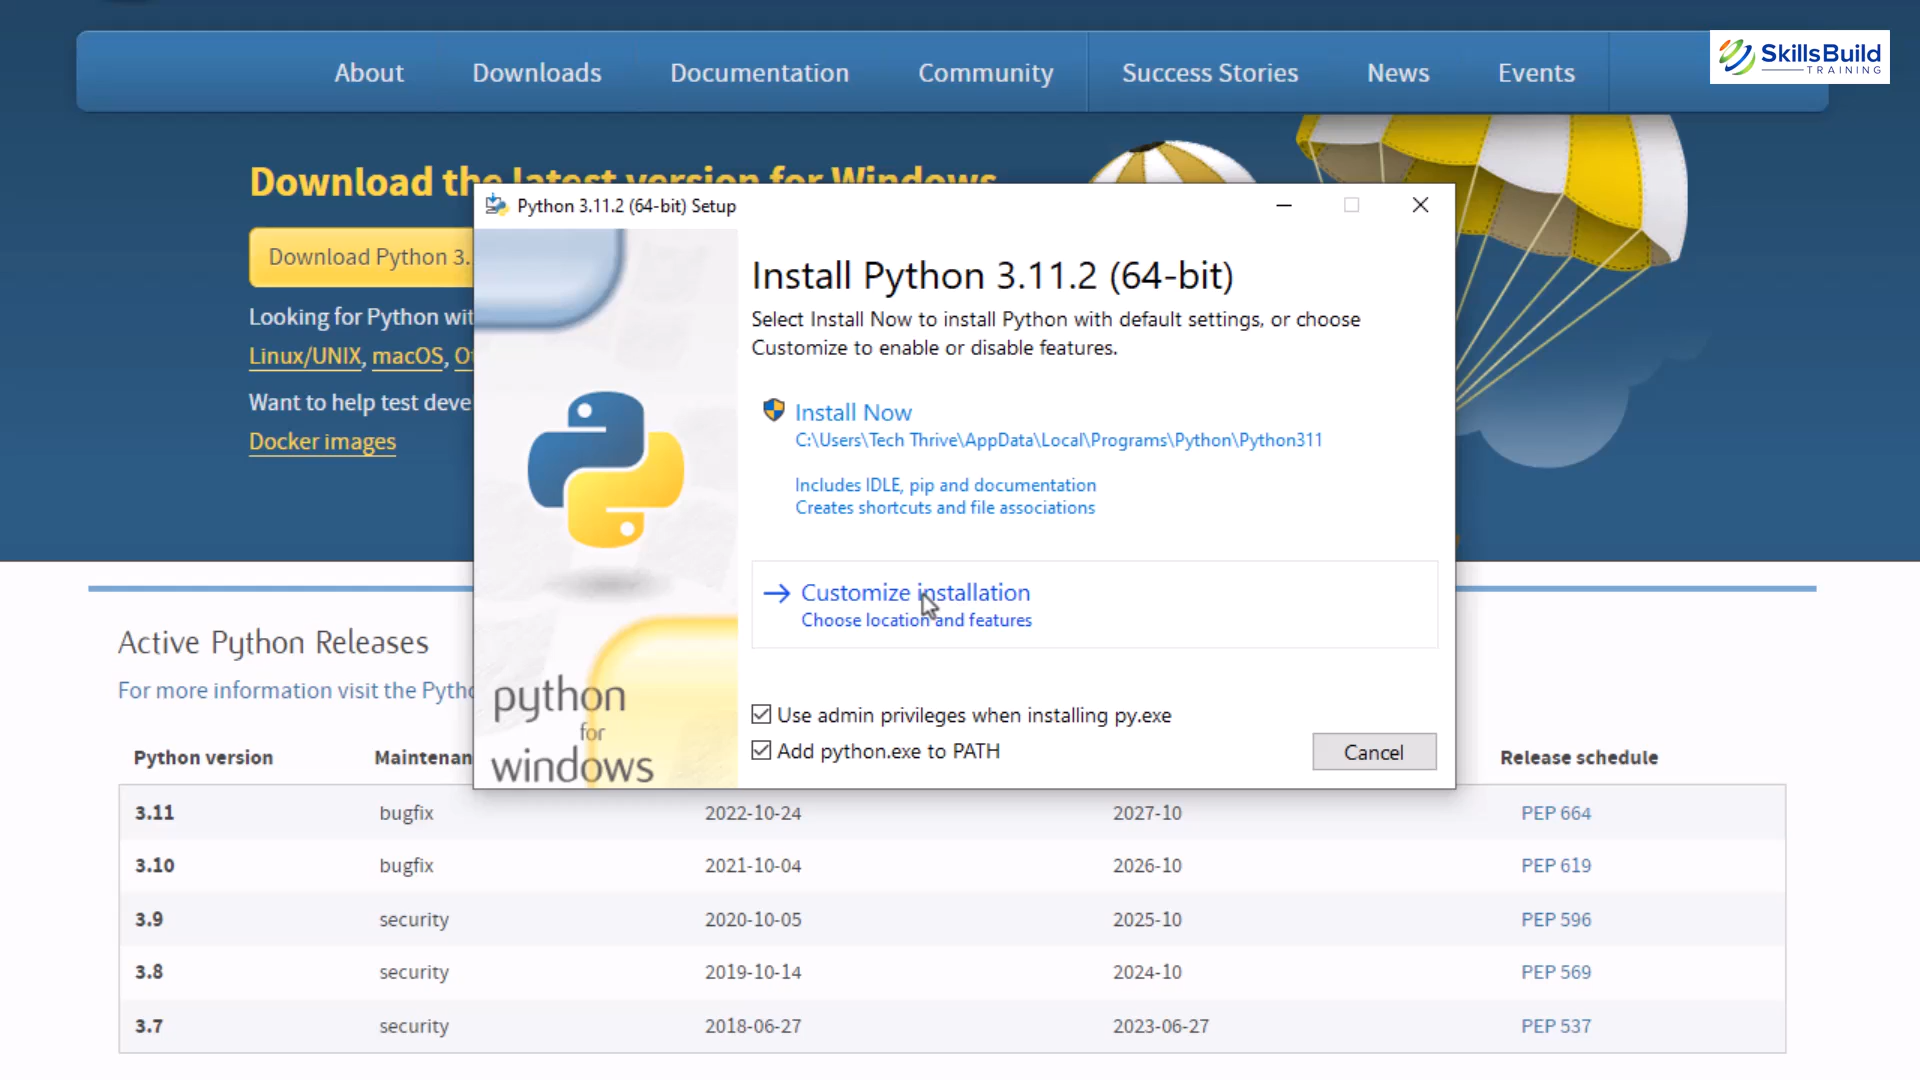 About
Downloads
Documentation
Community
Success Stories
News
Events
SkillsBuild
TRAINING
Download the latest version for Windows
Download Python 3.
Looking for Python wit
Linux/UNIX, macOS, O
Want to help test deve
Docker images
Python 3.11.2 (64-bit) Setup
Install Python 3.11.2 (64-bit)
Select Install Now to install Python with default settings, or choose
Customize to enable or disable features.
Install Now
C:\Users\Tech Thrive\AppData\Local\Programs\Python\Python311
Includes IDLE, pip and documentation
Creates shortcuts and file associations
Customize installation
Choose location and features
Use admin privileges when installing py.exe
Add python.exe to PATH
Cancel
python
for
windows
Active Python Releases
For more information visit the Pytho
Python version
Maintenan
Release schedule
3.11 bugfix 2022-10-24 2027-10 PEP 664
3.10 bugfix 2021-10-04 2026-10 PEP 619
3.9 security 2020-10-05 2025-10 PEP 596
3.8 security 2019-10-14 2024-10 PEP 569
3.7 security 2018-06-27 2023-06-27 PEP 537